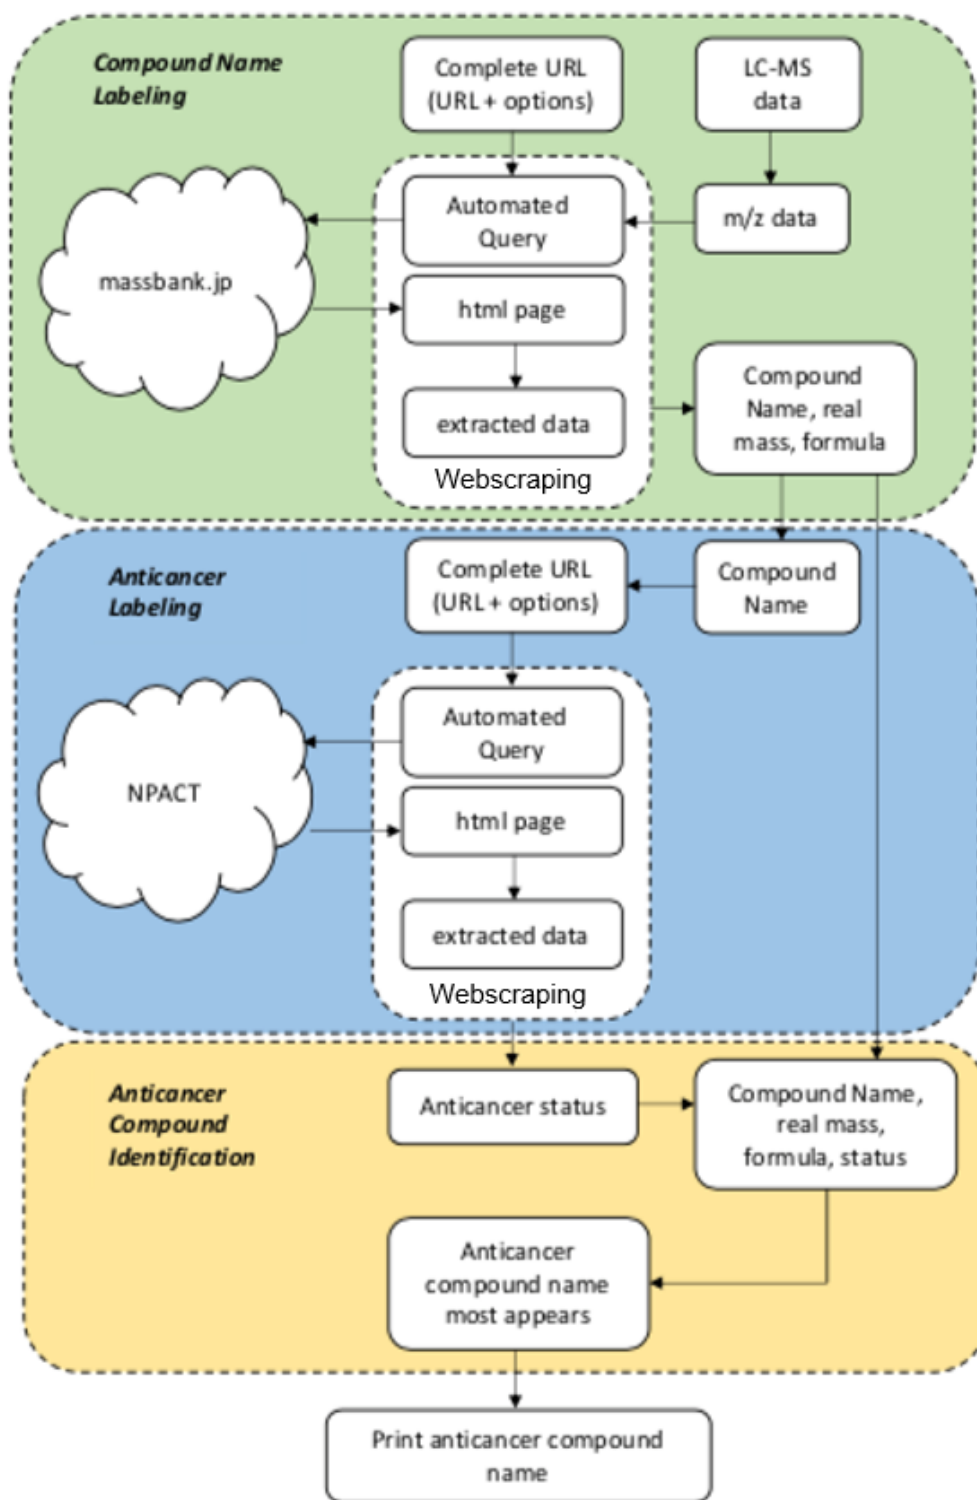 Compound Name
Labeling
Complete URL
(URL + options)
LC-MS
data
Automated
Query
m/z data
massbank.jp
html page
Compound
Name, real
mass, formula
extracted data
Webscraping
Anticancer
Labeling
Complete URL
(URL + options)
Compound
Name
Automated
Query
NPACT
html page
extracted data
Webscraping
Anticancer
Compound
Identification
Anticancer status
Compound Name,
real mass,
formula, status
Anticancer
compound name
most appears
Print anticancer compound
name